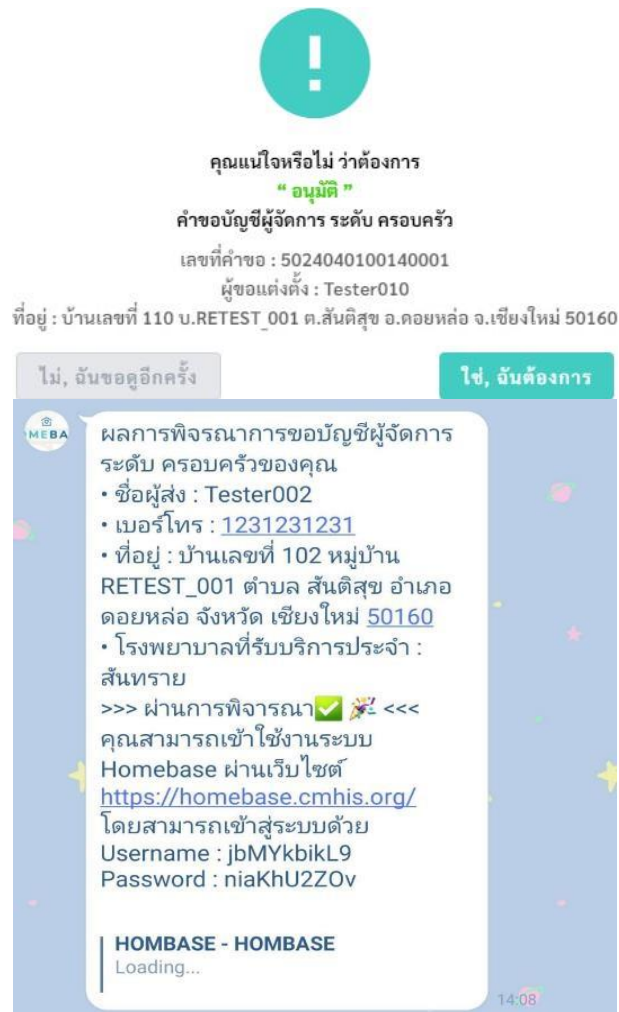 !
คุณแน่ใจหรือไม่ ว่าต้องการ
“ อนุมัติ ”
คำขอบัญชีผู้จัดการ ระดับ ครอบครัว
เลขที่คำขอ : 5024040100140001
ผู้ขอแต่งตั้ง : Tester010
ที่อยู่ : บ้านเลขที่ 110 บ.RETEST_001 ต.สันติสุข อ.ดอยหล่อ จ.เชียงใหม่ 50160
ไม่, ฉันขอดูอีกครั้ง
ใช่, ฉันต้องการ
MEBA
ผลการพิจรณาการขอบัญชีผู้จัดการ
ระดับ ครอบครัวของคุณ
• ชื่อผู้ส่ง : Tester002
• เบอร์โทร : 1231231231
• ที่อยู่ : บ้านเลขที่ 102 หมู่บ้าน
RETEST_001 ตำบล สันติสุข อำเภอ
ดอยหล่อ จังหวัด เชียงใหม่ 50160
• โรงพยาบาลที่รับบริการประจำ :
สันทราย
>>> ผ่านการพิจารณา✅ 🎉 <<<
คุณสามารถเข้าใช้งานระบบ
Homebase ผ่านเว็บไซต์
https://homebase.cmhis.org/
โดยสามารถเข้าสู่ระบบด้วย
Username : jbMYkbikL9
Password : niaKhU2ZOv
HOMBASE - HOMBASE
Loading...
14:08